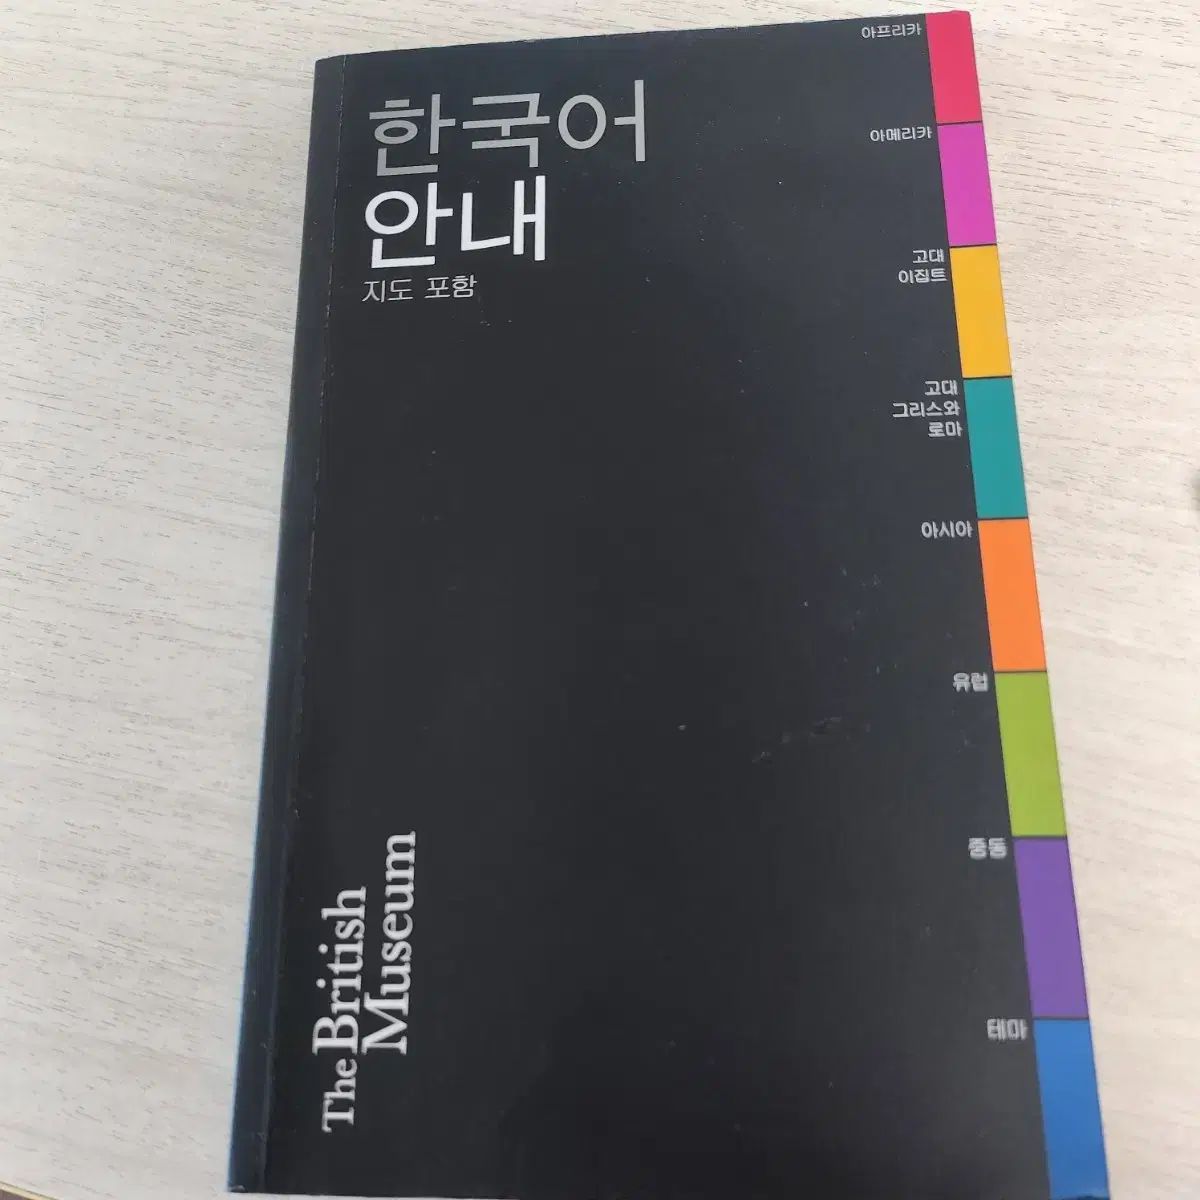 한국어
안내
지도 포함
아프리카
아메리카
고대
이집트
고대
그리스와
로마
아시아
유럽
중동
테마
The British
Museum